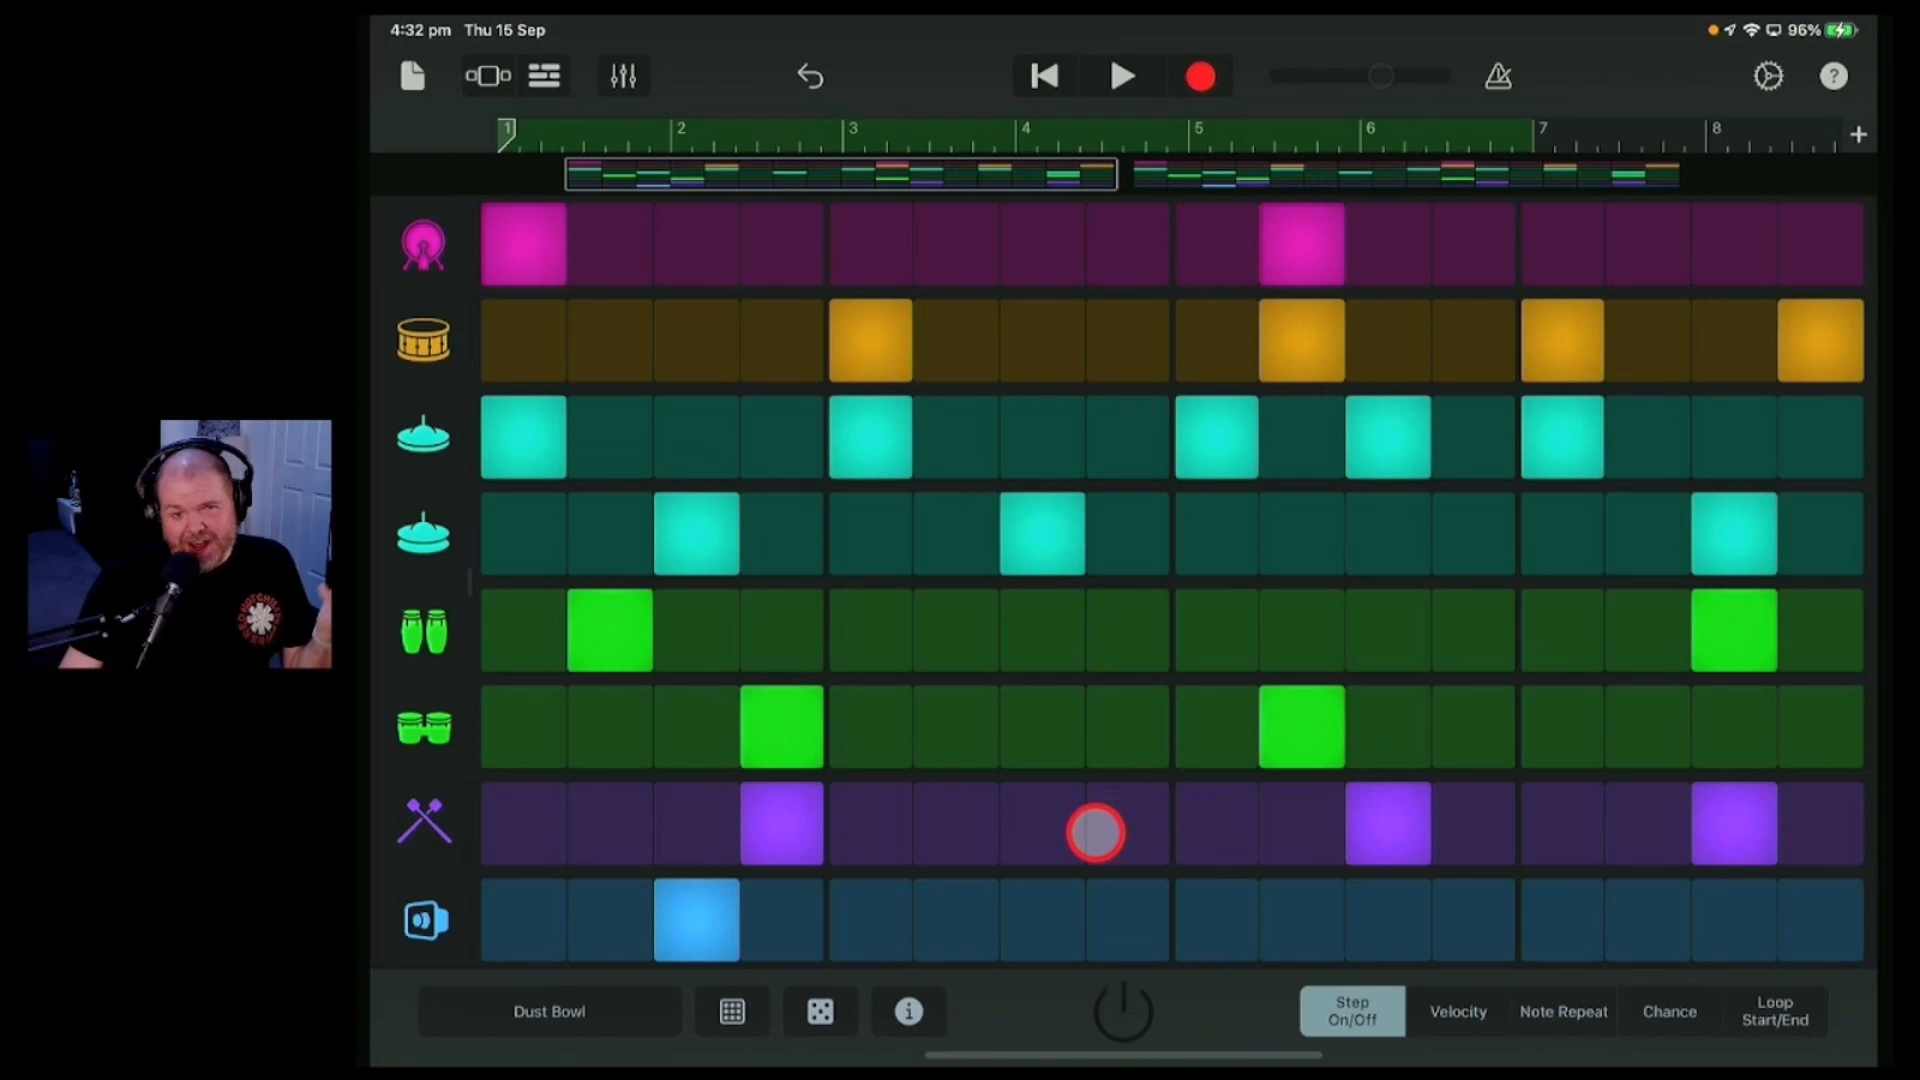 4:32 pm Thu 15 Sep
96%
?
1 2 3 4 5 6 7 8 +
Dust Bowl
Step
On/Off
Velocity
Note Repeat
Chance
Loop
Start/End